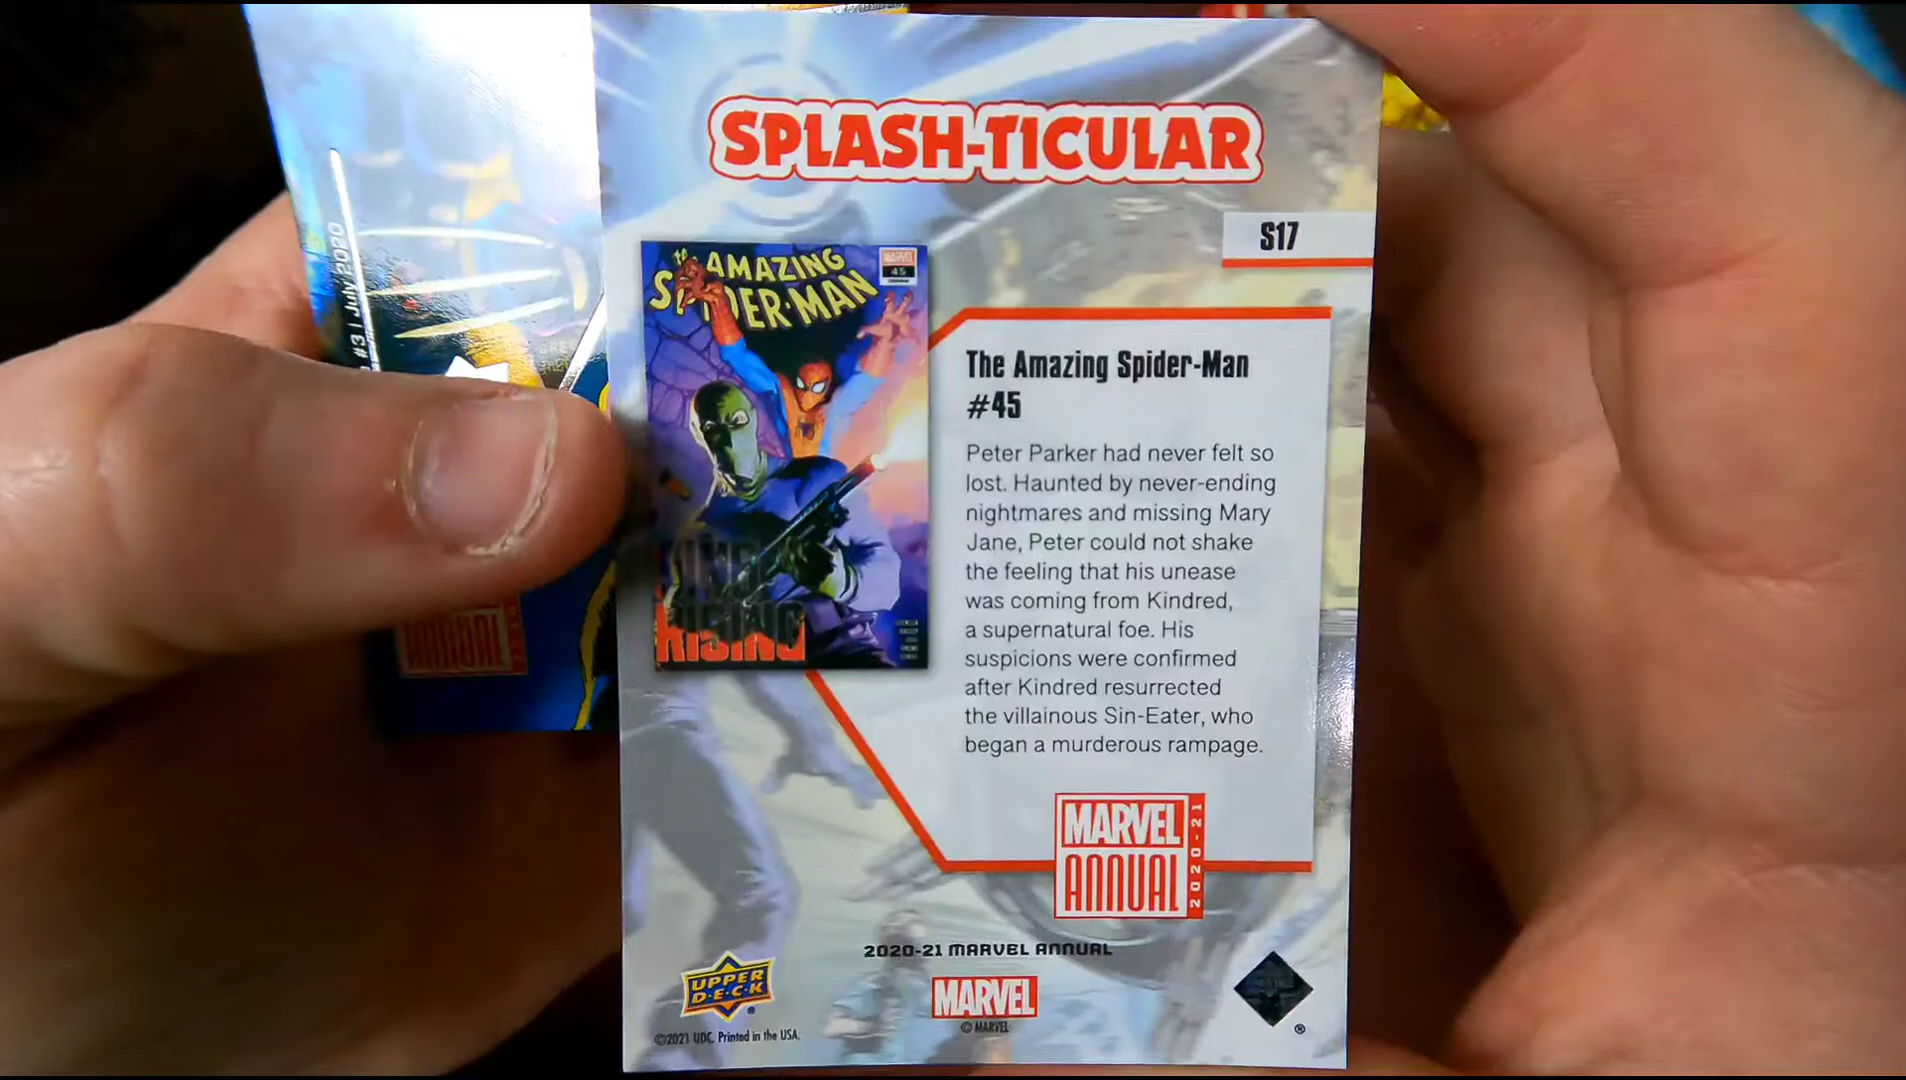 SPLASH-TICULAR
S17
#3 | July 2020
the AMAZING
SPIDER-MAN
MARVEL
45
RISING
The Amazing Spider-Man
#45
Peter Parker had never felt so
lost. Haunted by never-ending
nightmares and missing Mary
Jane, Peter could not shake
the feeling that his unease
was coming from Kindred,
a supernatural foe. His
suspicions were confirmed
after Kindred resurrected
the villainous Sin-Eater, who
began a murderous rampage.
ANNUAL
MARVEL
ANNUAL
2020-21
2020-21 MARVEL ANNUAL
UPPER
D·E·C·K
®
MARVEL
© MARVEL
©2021 UDC. Printed in the USA.
®